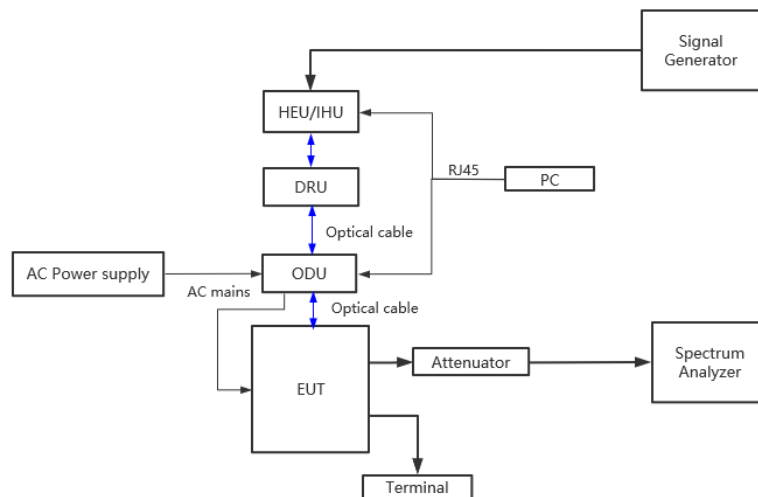 Signal
Generator
HEU/IHU
RJ45
PC
DRU
Optical cable
AC Power supply
ODU
AC mains
Optical cable
Attenuator
Spectrum
Analyzer
EUT
Terminal